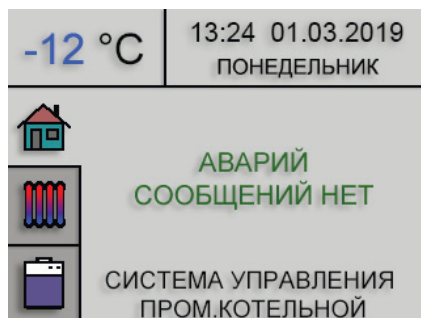 -12 °C
13:24 01.03.2019
ПОНЕДЕЛЬНИК
АВАРИЙ
СООБЩЕНИЙ НЕТ
СИСТЕМА УПРАВЛЕНИЯ
ПРОМ.КОТЕЛЬНОЙ